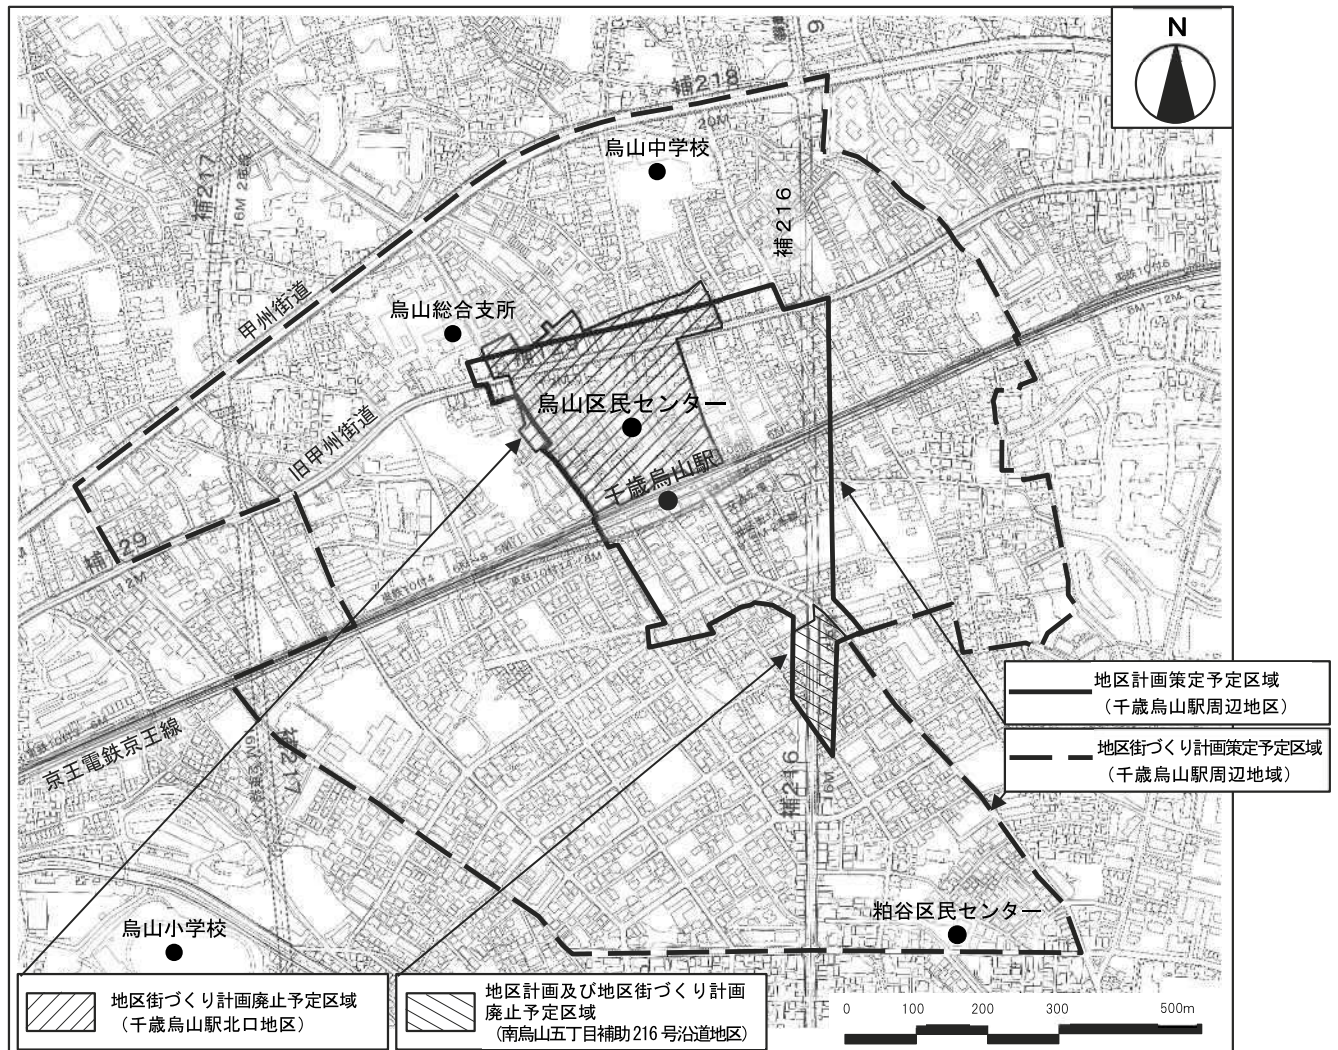 N
補218
20M
9
烏山中学校
補217
16M
補216
甲州街道
烏山総合支所
補129
旧甲州街道
烏山区民センター
千歳烏山駅
補 29
12M
京王電鉄京王線
補217
補216
16M
地区計画策定予定区域
（千歳烏山駅周辺地区）
地区街づくり計画策定予定区域
（千歳烏山駅周辺地域）
粕谷区民センター
烏山小学校
地区街づくり計画廃止予定区域
（千歳烏山駅北口地区）
地区計画及び地区街づくり計画
廃止予定区域
（南烏山五丁目補助216号沿道地区）
0 100 200 300 500m